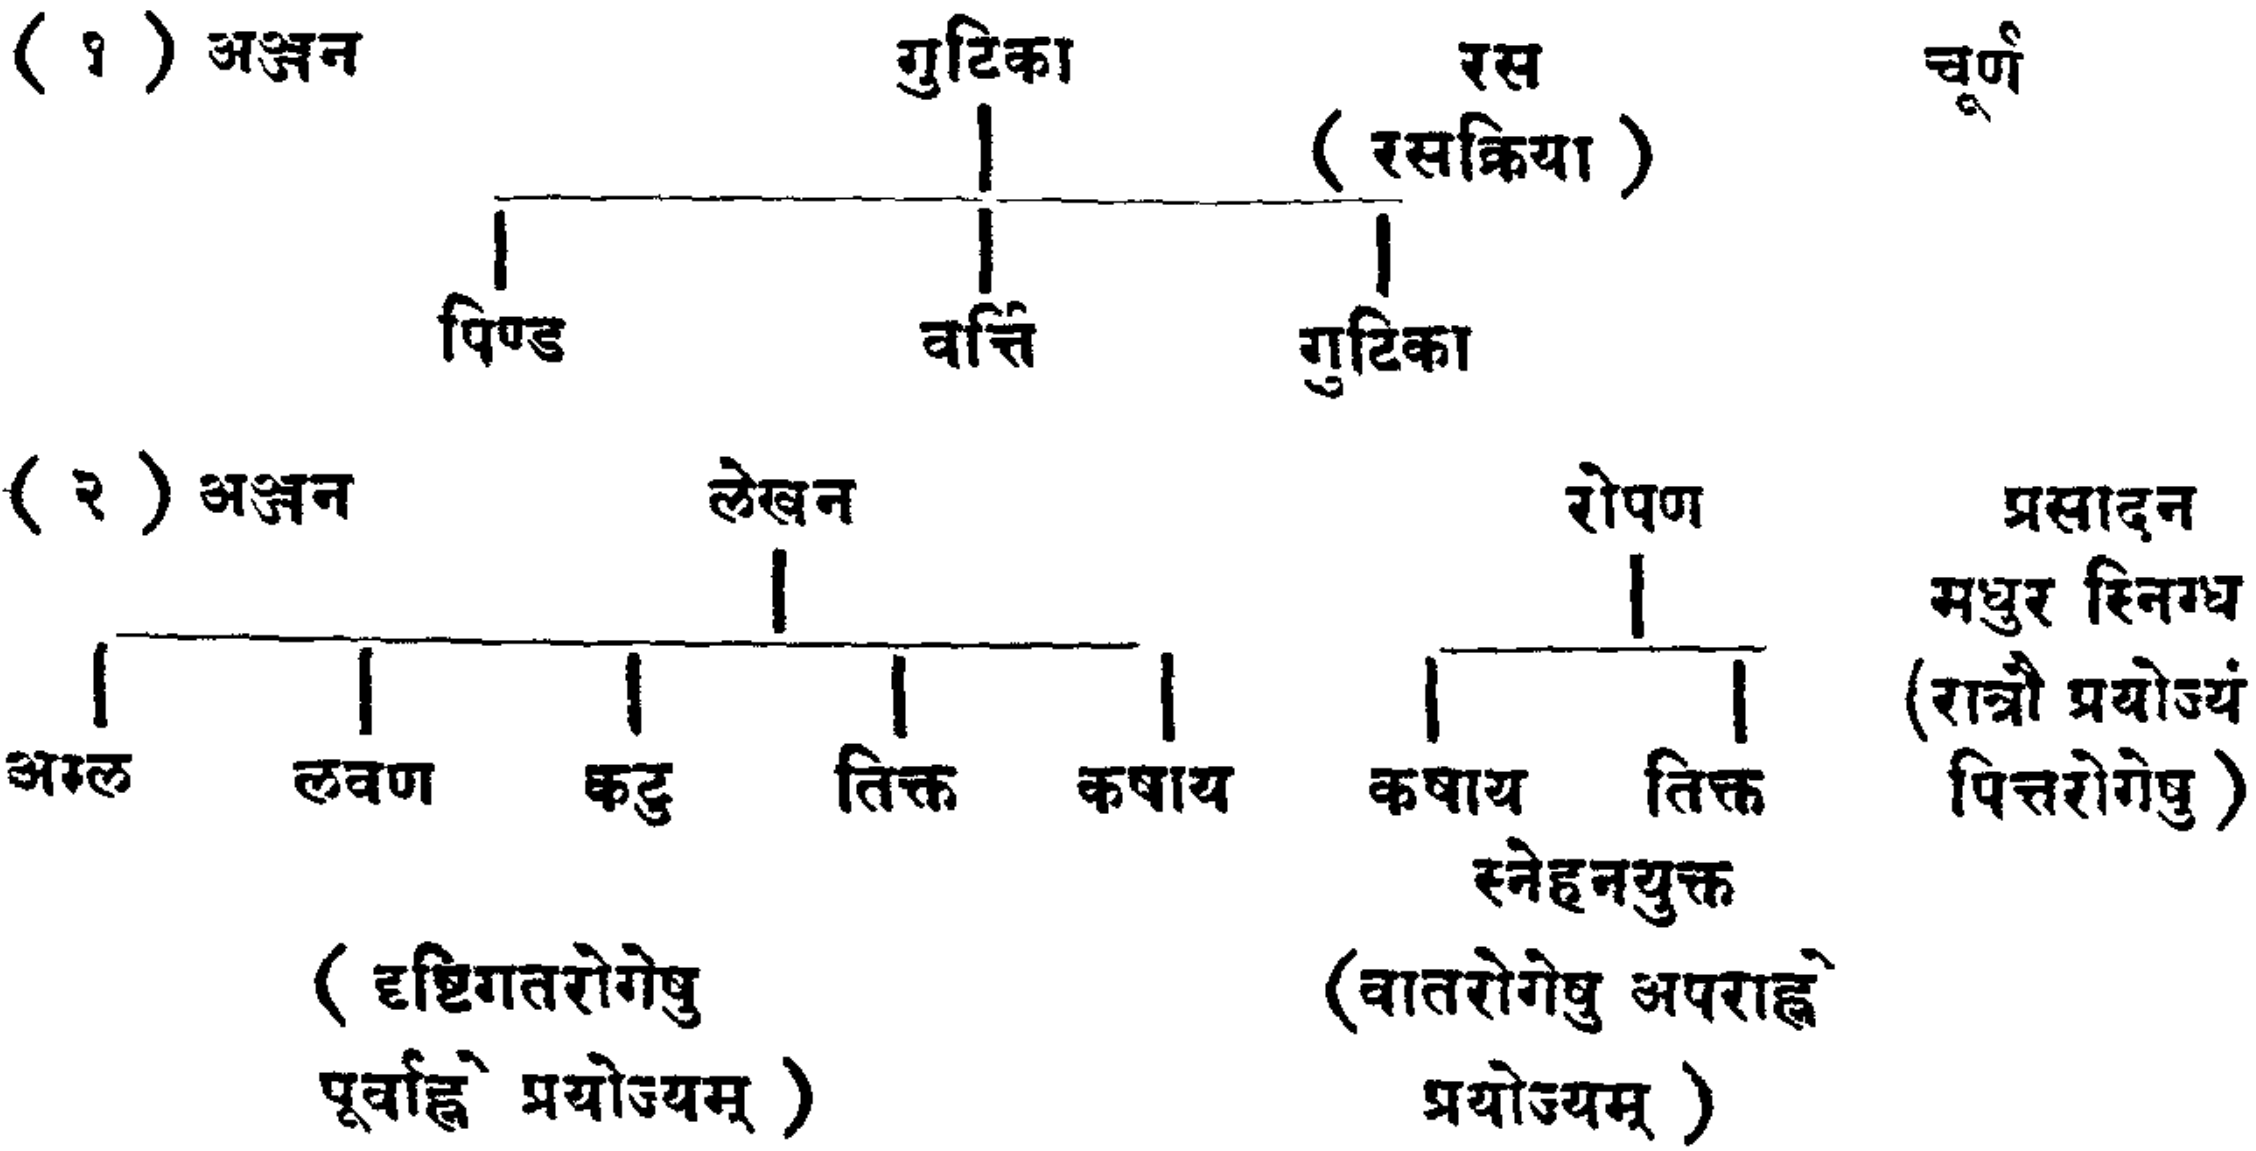 ( १ ) अञ्जन गुटिका रस चूर्ण
( रसक्रिया )
पिण्ड वर्त्ति गुटिका
( २ ) अञ्जन लेखन रोपण प्रसादन
मधुर स्निग्ध
(रात्रौ प्रयोज्यं
अम्ल लवण कटु तिक्त कषाय कषाय तिक्त पित्तरोगेषु )
स्नेहनयुक्त
( दृष्टिगतरोगेषु (वातरोगेषु अपराह्णे
पूर्वाह्णे प्रयोज्यम् ) प्रयोज्यम् )